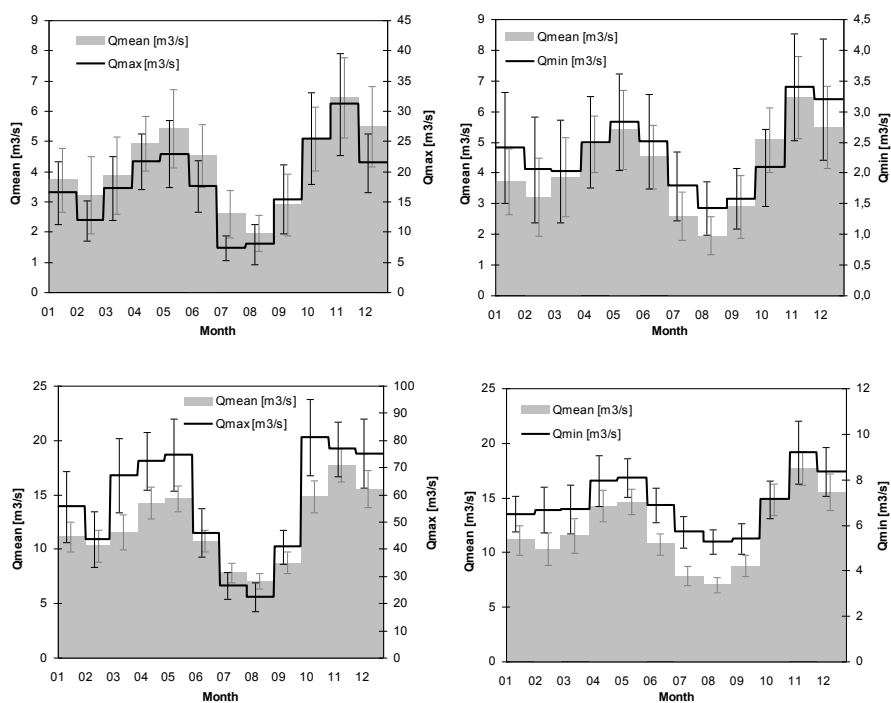 9 45
8 40
7 35
6 30
5 25
4 20
3 15
2 10
1 5
0 0
Qmean [m3/s]
Qmax [m3/s]
Qmean [m3/s]
Qmax [m3/s]
01 02 03 04 05 06 07 08 09 10 11 12
Month
9 4,5
8 4,0
7 3,5
6 3,0
5 2,5
4 2,0
3 1,5
2 1,0
1 0,5
0 0,0
Qmean [m3/s]
Qmin [m3/s]
Qmean [m3/s]
Qmin [m3/s]
01 02 03 04 05 06 07 08 09 10 11 12
Month
25 100
90
20 80
70
15 60
50
10 40
30
5 20
10
0 0
Qmean [m3/s]
Qmax [m3/s]
Qmean [m3/s]
Qmax [m3/s]
01 02 03 04 05 06 07 08 09 10 11 12
Month
25 12
20 10
15 8
6
10 4
5 2
0 0
Qmean [m3/s]
Qmin [m3/s]
Qmean [m3/s]
Qmin [m3/s]
01 02 03 04 05 06 07 08 09 10 11 12
Month